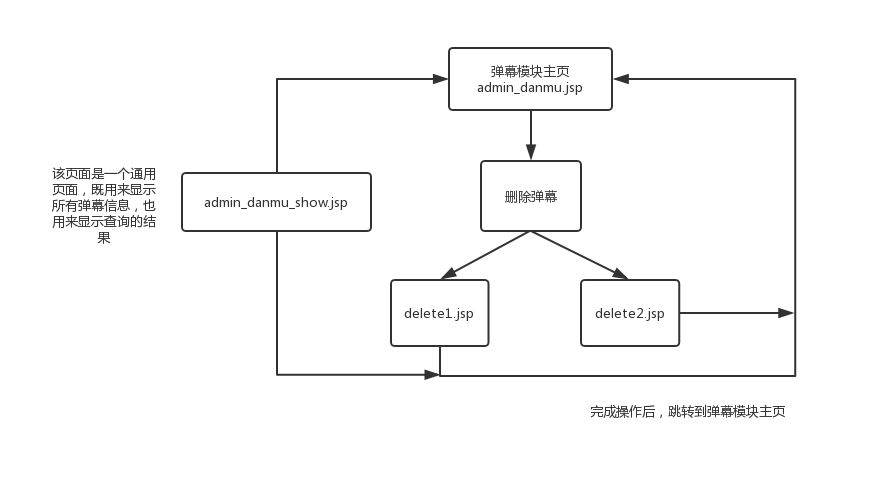 弹幕模块主页
admin_danmu.jsp
该页面是一个通用
页面，既用来显示
所有弹幕信息，也
用来显示查询的结
果
admin_danmu_show.jsp
删除弹幕
delete1.jsp
delete2.jsp
完成操作后，跳转到弹幕模块主页